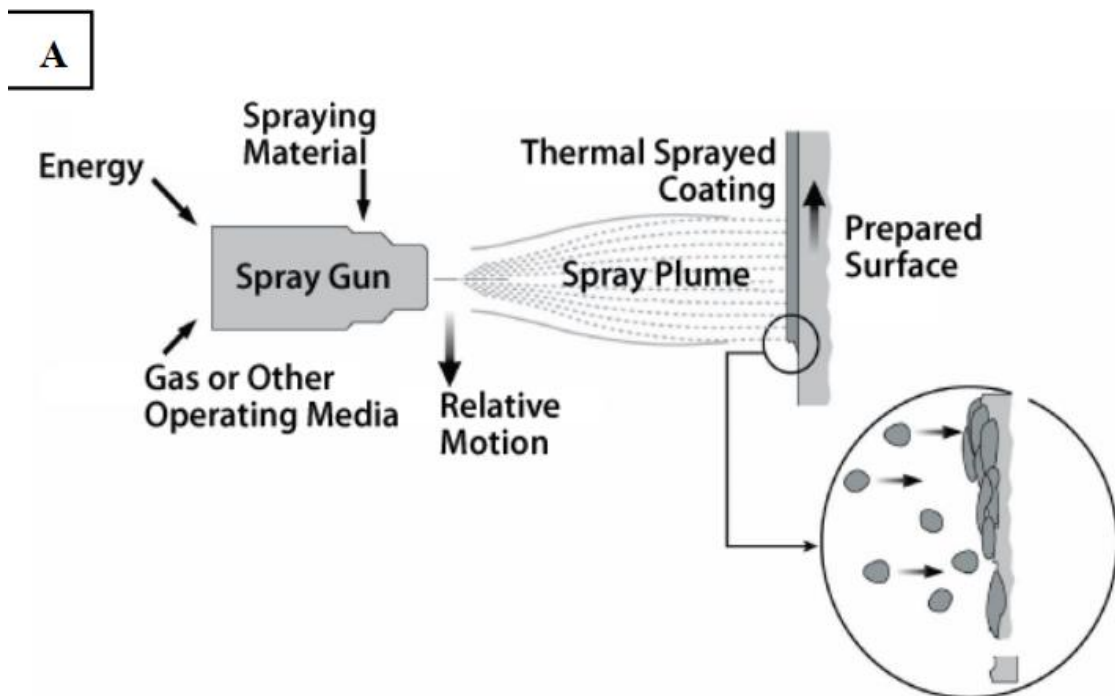 A
Spraying
Material
Energy
Thermal Sprayed
Coating
Prepared
Surface
Spray Gun
Spray Plume
Gas or Other
Operating Media
Relative
Motion